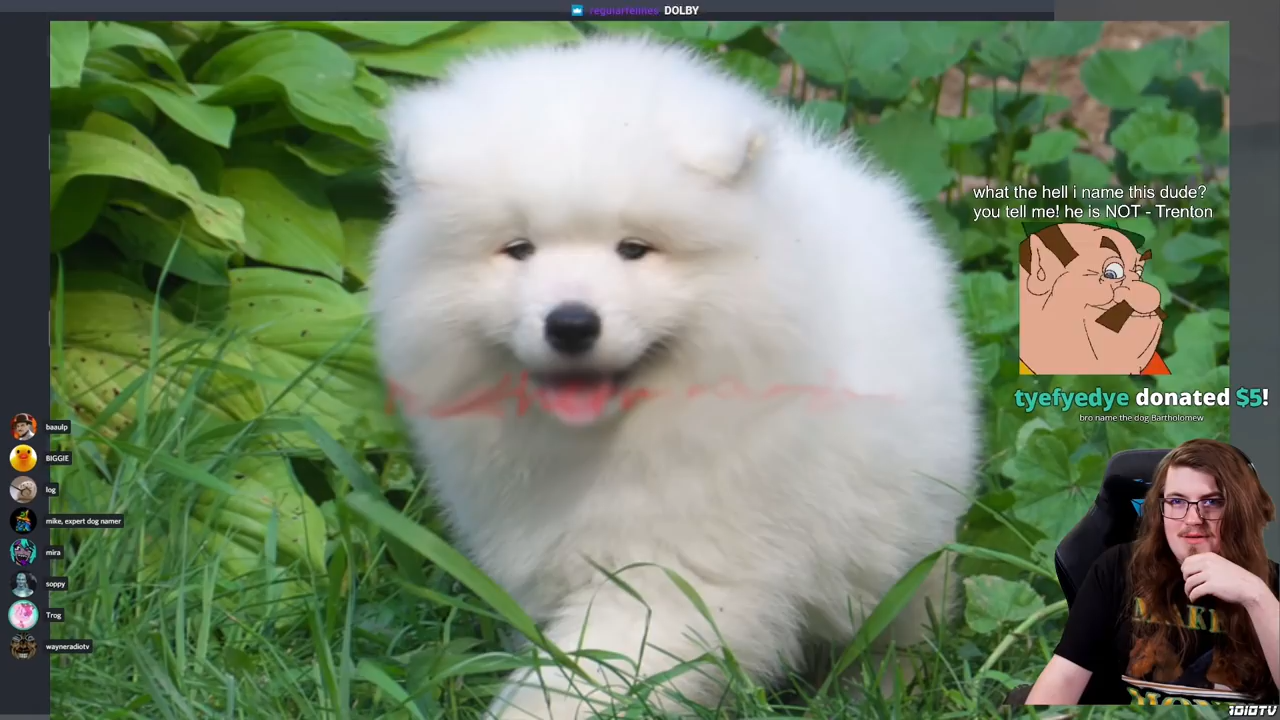 regularfennes DOLBY
what the hell i name this dude?
you tell me! he is NOT - Trenton
tyefyedye donated $5!
bro name the dog Bartholomew
baaulp
BIGGIE
log
mike, expert dog namer
mira
soppy
Trog
wayneradiotv